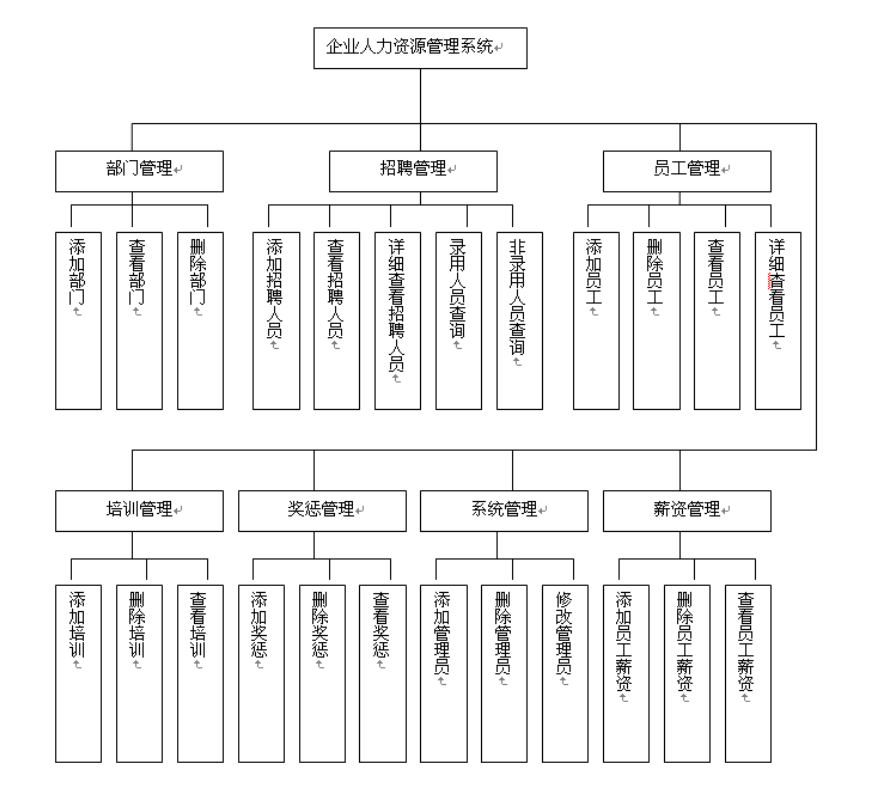 企业人力资源管理系统
部门管理
招聘管理
员工管理
添加部门
查看部门
删除部门
添加招聘人员
查看招聘人员
详细查看招聘人员
录用人员查询
非录用人员查询
添加员工
删除员工
查看员工
详细查看员工
培训管理
奖惩管理
系统管理
薪资管理
添加培训
删除培训
查看培训
添加奖惩
删除奖惩
查看奖惩
添加管理员
删除管理员
修改管理员
添加员工薪资
删除员工薪资
查看员工薪资